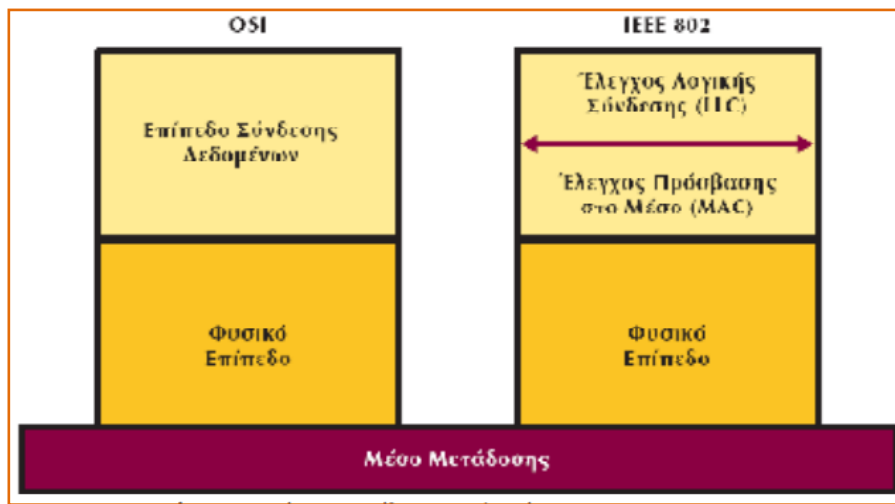 OSI
IEEE 802
Επίπεδο Σύνδεσης
Δεδομένων
Έλεγχος Λογικής
Σύνδεσης (LLC)
Έλεγχος Πρόσβασης
στο Μέσο (MAC)
Φυσικό
Επίπεδο
Φυσικό
Επίπεδο
Μέσο Μετάδοσης